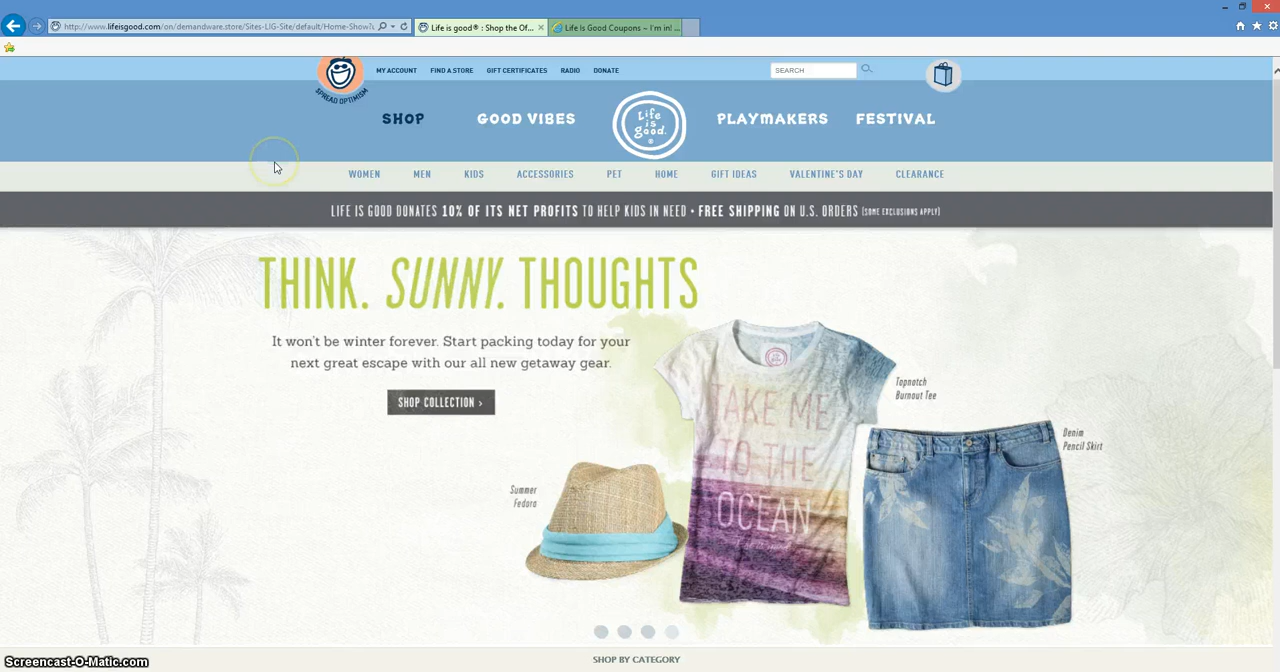 http://www.lifeisgood.com/on/demandware.store/Sites-LIG-Site/default/Home-Show?
Life is good® : Shop the Of...
Life Is Good Coupons ~ I'm in! ...
SPREAD OPTIMISM
MY ACCOUNT FIND A STORE GIFT CERTIFICATES RADIO DONATE
SEARCH
SHOP GOOD VIBES
Life
is
good.
®
PLAYMAKERS FESTIVAL
WOMEN MEN KIDS ACCESSORIES PET HOME GIFT IDEAS VALENTINE'S DAY CLEARANCE
LIFE IS GOOD DONATES 10% OF ITS NET PROFITS TO HELP KIDS IN NEED • FREE SHIPPING ON U.S. ORDERS (SOME EXCLUSIONS APPLY)
THINK. SUNNY. THOUGHTS
It won't be winter forever. Start packing today for your
next great escape with our all new getaway gear.
SHOP COLLECTION >
TAKE ME
TO THE
OCEAN
Topnotch
Burnout Tee
Denim
Pencil Skirt
Summer
Fedora
SHOP BY CATEGORY
Screencast-O-Matic.com